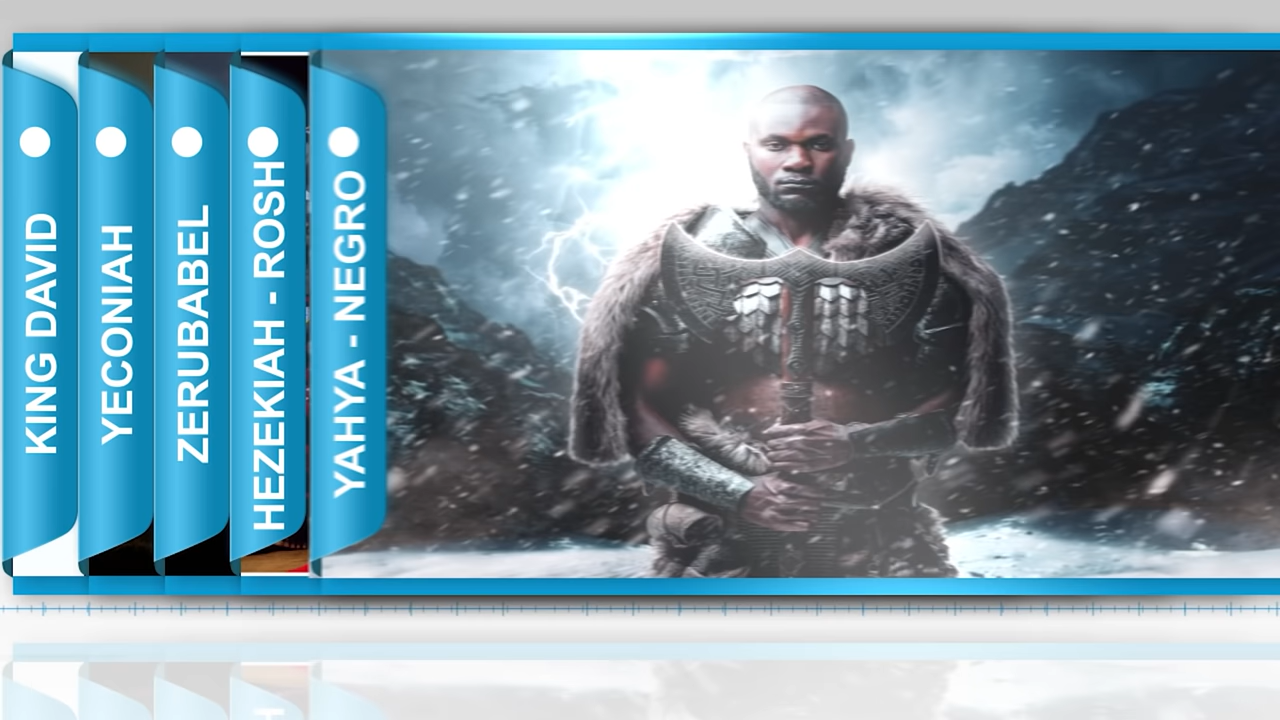 KING DAVID
YECONIAH
ZERUBABEL
HEZEKIAH - ROSH
YAHYA - NEGRO